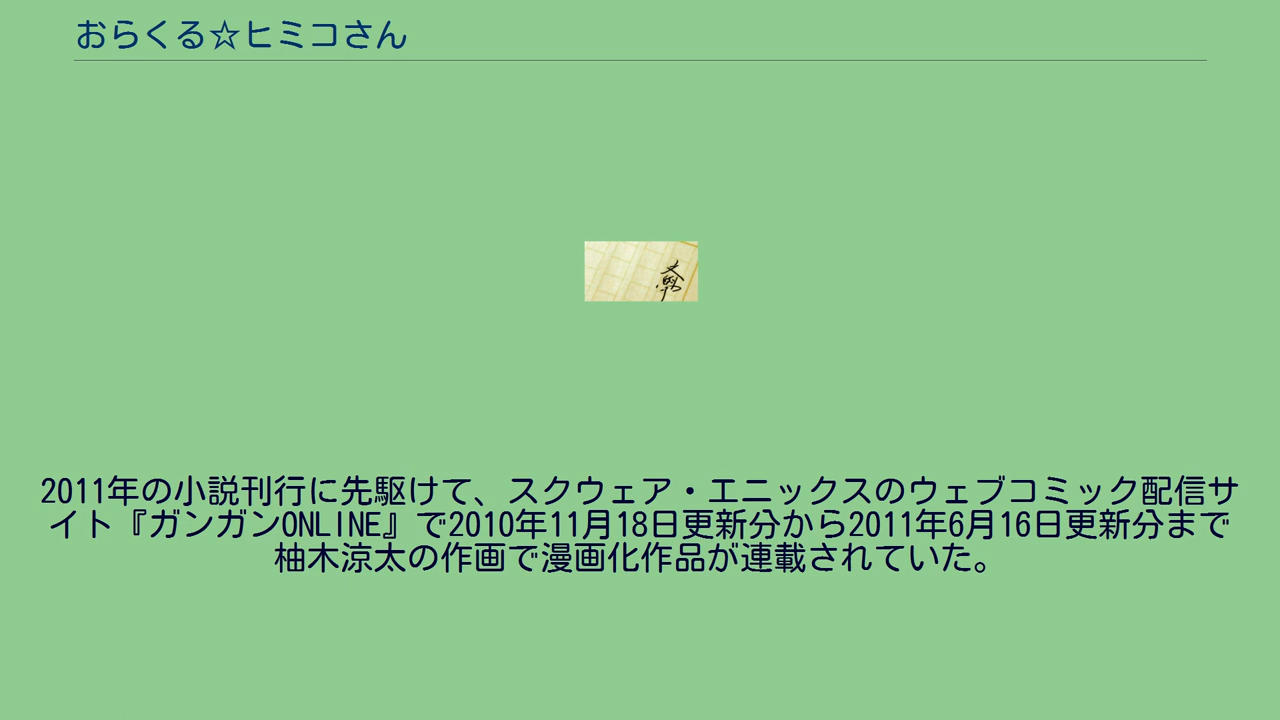 おらくる☆ヒミコさん
2011年の小説刊行に先駆けて、スクウェア・エニックスのウェブコミック配信サ
イト『ガンガンONLINE』で2010年11月18日更新分から2011年6月16日更新分まで
柚木涼太の作画で漫画化作品が連載されていた。